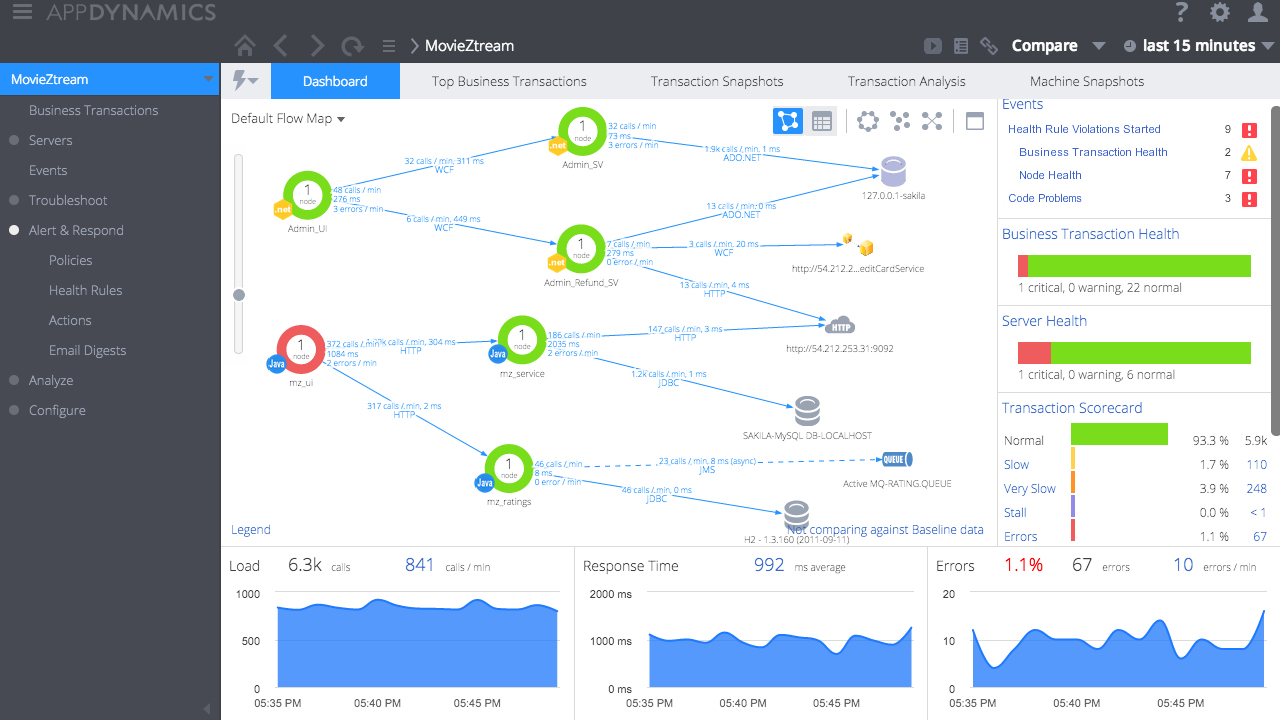 APPDYNAMICS
?
MovieZtream
Compare
last 15 minutes
MovieZtream
Business Transactions
Servers
Events
Troubleshoot
Alert & Respond
Policies
Health Rules
Actions
Email Digests
Analyze
Configure
Dashboard
Top Business Transactions
Transaction Snapshots
Transaction Analysis
Machine Snapshots
Default Flow Map
1
node
.net
Admin_SV
32 calls / min
73 ms
3 errors / min
32 calls / min, 311 ms
WCF
1.9k calls / min, 1 ms
ADO.NET
127.0.0.1-sakila
1
node
.net
Admin_Ui
48 calls / min
276 ms
3 errors / min
6 calls / min, 449 ms
WCF
13 calls / min, 0 ms
ADO.NET
1
node
.net
Admin_Refund_SV
7 calls / min
279 ms
0 error / min
3 calls / min, 20 ms
WCF
http://54.212.2...editCardService
13 calls / min, 4 ms
HTTP
HTTP
http://54.212.253.31:9092
1
node
Java
mz_ui
372 calls / min
1084 ms
2 errors / min
calls / min, 304 ms
HTTP
1
node
Java
mz_service
186 calls / min
2035 ms
2 errors / min
147 calls / min, 3 ms
HTTP
1.2k calls / min, 1 ms
JDBC
SAKILA-MySQL DB-LOCALHOST
317 calls / min, 2 ms
HTTP
1
node
Java
mz_ratings
46 calls / min
8 ms
0 error / min
23 calls / min, 8 ms (async)
JMS
QUEUE
Active MQ-RATING.QUEUE
46 calls / min, 0 ms
JDBC
H2 - 1.3.160 (2011-09-11)
Legend
Not comparing against Baseline data
Events
Health Rule Violations Started 9
Business Transaction Health 2
Node Health 7
Code Problems 3
Business Transaction Health
1 critical, 0 warning, 22 normal
Server Health
1 critical, 0 warning, 6 normal
Transaction Scorecard
Normal 93.3 % 5.9k
Slow 1.7 % 110
Very Slow 3.9 % 248
Stall 0.0 % < 1
Errors 1.1 % 67
Load 6.3k calls 841 calls / min
1000
500
0
05:35 PM 05:40 PM 05:45 PM
Response Time 992 ms average
2000 ms
1000 ms
0 ms
05:35 PM 05:40 PM 05:45 PM
Errors 1.1% 67 errors 10 errors / min
20
10
0
05:35 PM 05:40 PM 05:45 PM